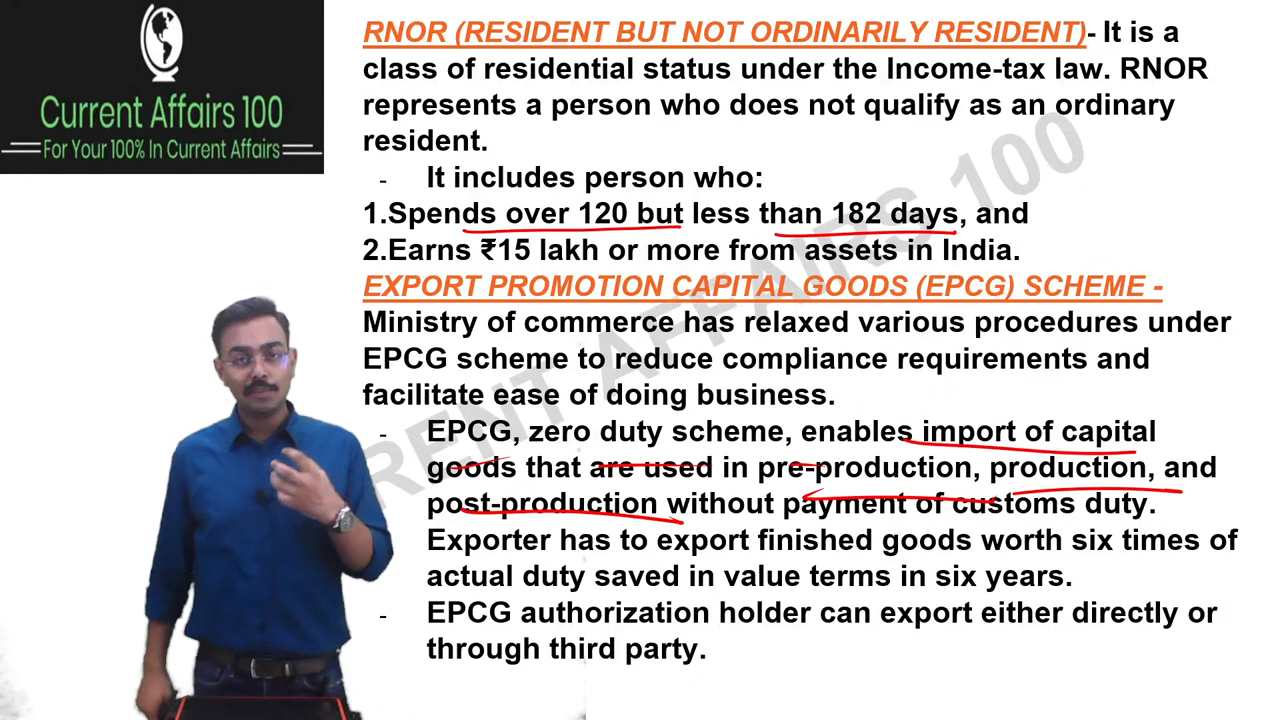 Current Affairs 100
For Your 100% In Current Affairs
RNOR (RESIDENT BUT NOT ORDINARILY RESIDENT)- It is a
class of residential status under the Income-tax law. RNOR
represents a person who does not qualify as an ordinary
resident.
- It includes person who:
1.Spends over 120 but less than 182 days, and
2.Earns ₹15 lakh or more from assets in India.
EXPORT PROMOTION CAPITAL GOODS (EPCG) SCHEME -
Ministry of commerce has relaxed various procedures under
EPCG scheme to reduce compliance requirements and
facilitate ease of doing business.
- EPCG, zero duty scheme, enables import of capital
goods that are used in pre-production, production, and
post-production without payment of customs duty.
Exporter has to export finished goods worth six times of
actual duty saved in value terms in six years.
- EPCG authorization holder can export either directly or
through third party.
RENT AFFAIRS 100